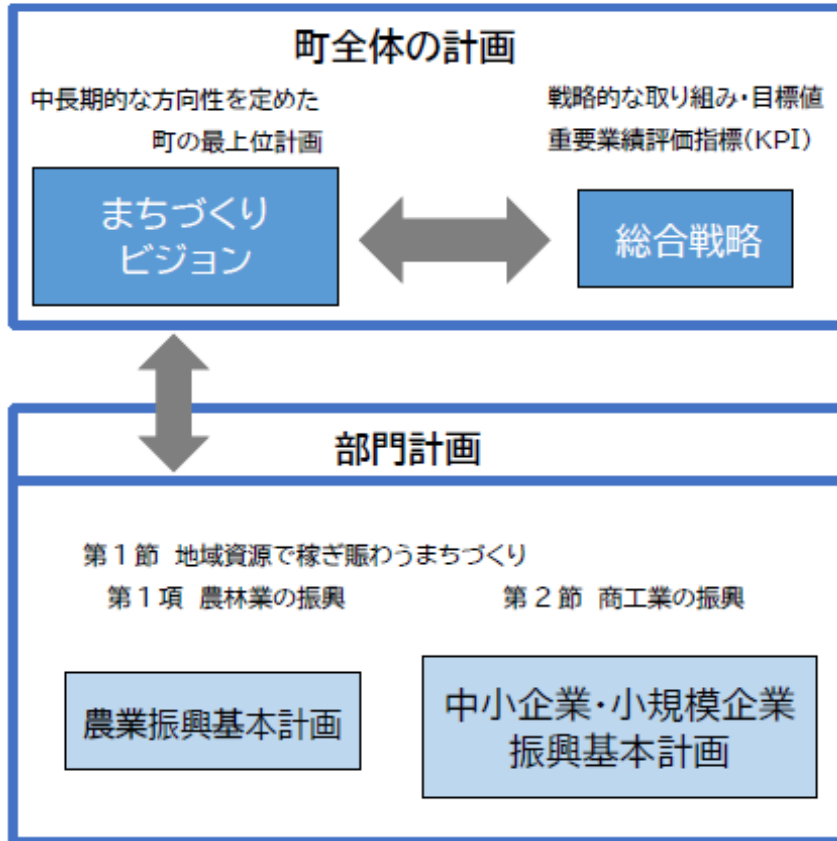 町全体の計画
中長期的な方向性を定めた
町の最上位計画
戦略的な取り組み・目標値
重要業績評価指標(KPI)
まちづくり
ビジョン
総合戦略
部門計画
第1節 地域資源で稼ぎ賑わうまちづくり
第1項 農林業の振興
第2節 商工業の振興
農業振興基本計画
中小企業・小規模企業
振興基本計画